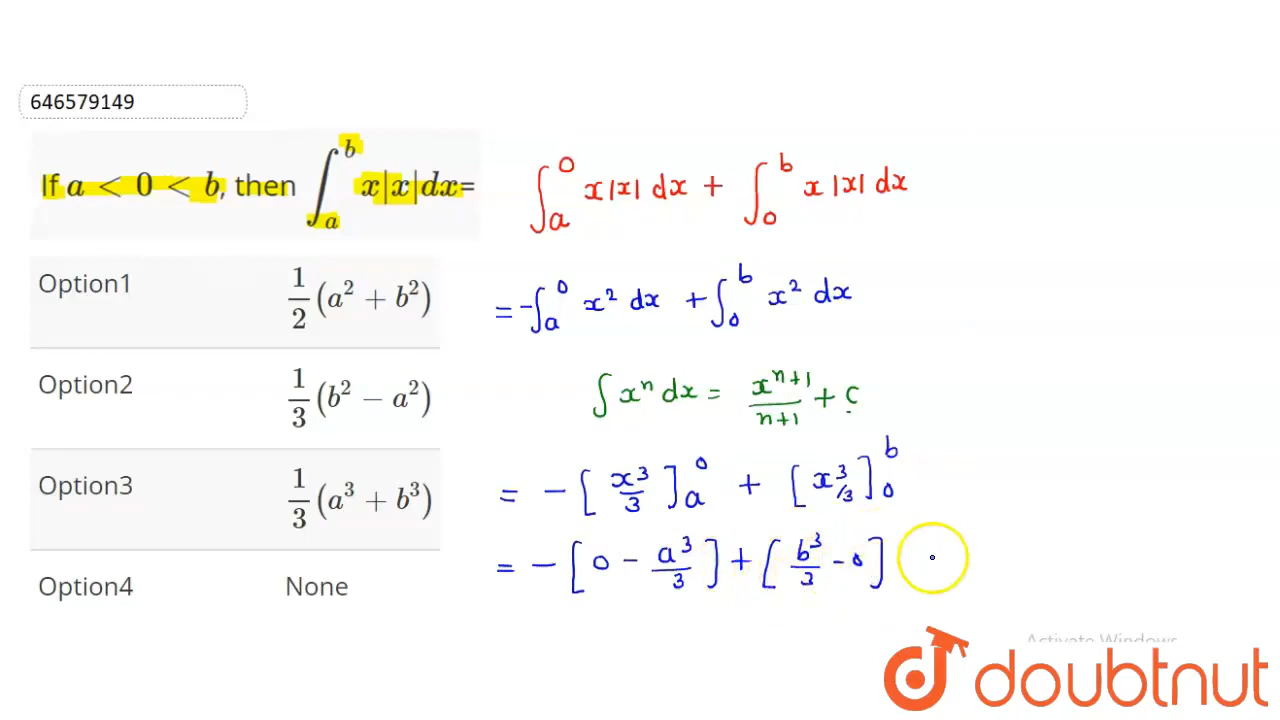 646579149
If a < 0 < b, then ∫_a^b x|x|dx=
Option1 1/2 (a² + b²)
Option2 1/3 (b² − a²)
Option3 1/3 (a³ + b³)
Option4 None
∫_a^0 x|x| dx + ∫_0^b x|x| dx
= -∫_a^0 x² dx + ∫_0^b x² dx
∫ xⁿ dx = x^{n+1}/n+1 + c
= - [x³/3]_a^0 + [x³/3]_0^b
= - [0 - a³/3] + [b³/3 - 0]
Activate Windows
doubtnut